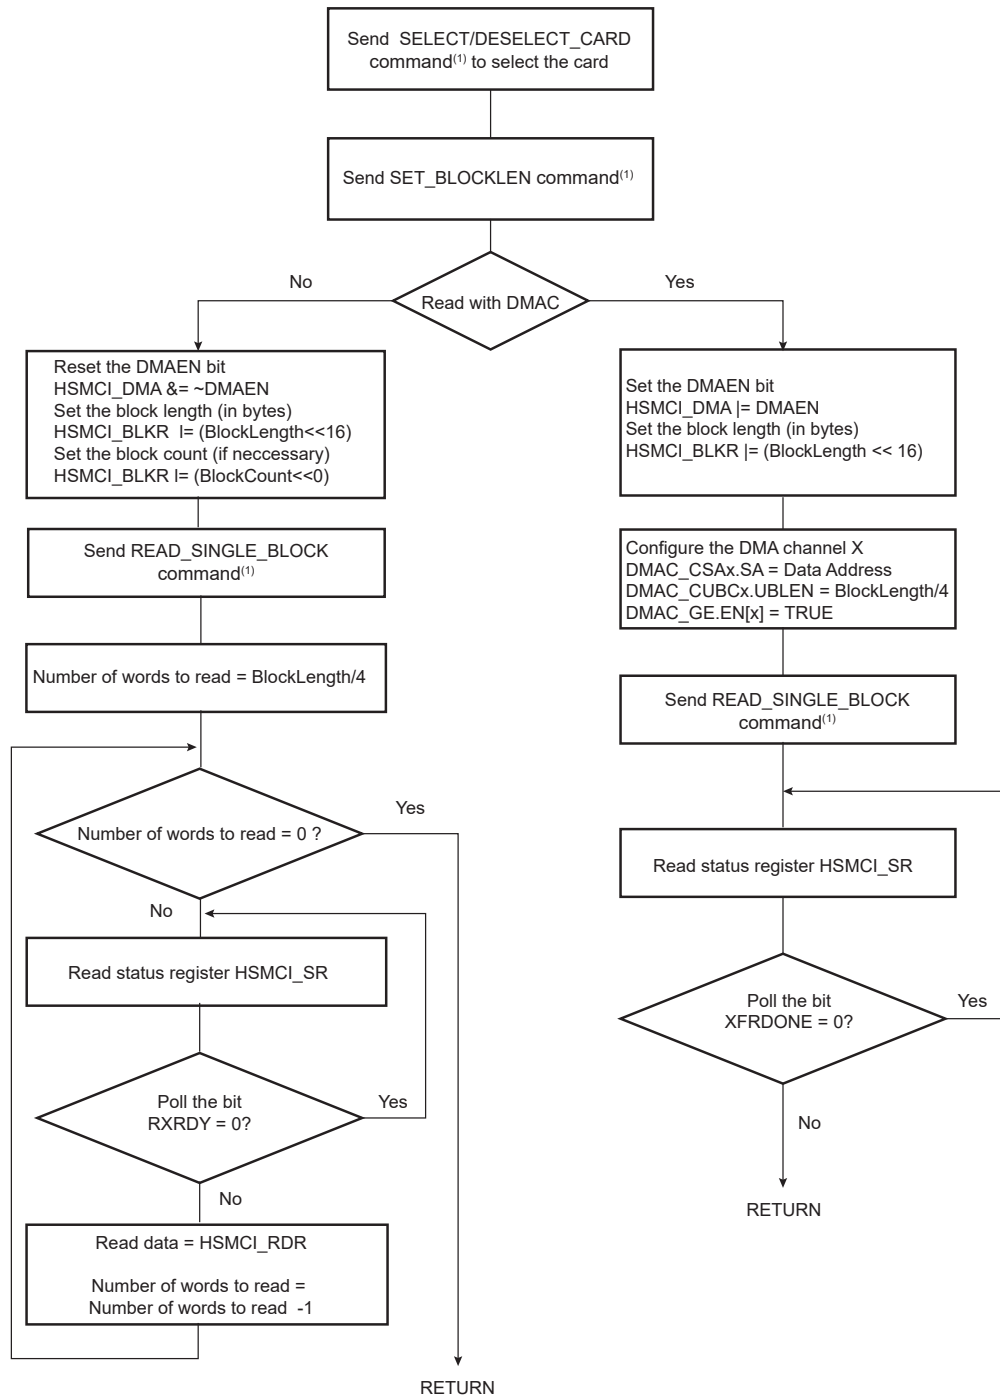 Send SELECT/DESELECT_CARD
command(1) to select the card
Send SET_BLOCKLEN command(1)
No
Yes
Read with DMAC
Reset the DMAEN bit
HSMCI_DMA &= ~DMAEN
Set the block length (in bytes)
HSMCI_BLKR l= (BlockLength<<16)
Set the block count (if neccessary)
HSMCI_BLKR l= (BlockCount<<0)
Send READ_SINGLE_BLOCK
command(1)
Number of words to read = BlockLength/4
Number of words to read = 0 ?
Yes
No
Read status register HSMCI_SR
Poll the bit
RXRDY = 0?
Yes
No
Read data = HSMCI_RDR
Number of words to read =
Number of words to read -1
RETURN
Set the DMAEN bit
HSMCI_DMA |= DMAEN
Set the block length (in bytes)
HSMCI_BLKR |= (BlockLength << 16)
Configure the DMA channel X
DMAC_CSAx.SA = Data Address
DMAC_CUBCx.UBLEN = BlockLength/4
DMAC_GE.EN[x] = TRUE
Send READ_SINGLE_BLOCK
command(1)
Read status register HSMCI_SR
Poll the bit
XFRDONE = 0?
Yes
No
RETURN